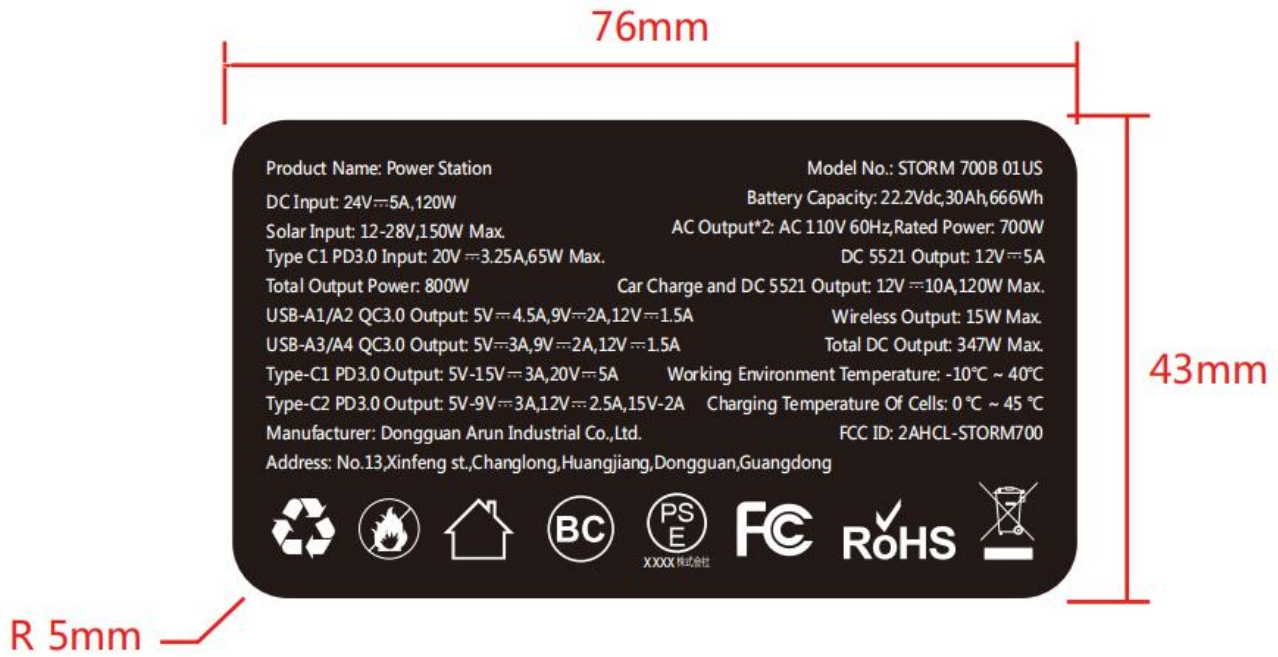 76mm
Product Name: Power Station Model No.: STORM 700B 01US
DC Input: 24V⎓5A,120W Battery Capacity: 22.2Vdc,30Ah,666Wh
Solar Input: 12-28V,150W Max. AC Output*2: AC 110V 60Hz,Rated Power: 700W
Type C1 PD3.0 Input: 20V ⎓3.25A,65W Max. DC 5521 Output: 12V⎓5A
Total Output Power: 800W Car Charge and DC 5521 Output: 12V ⎓10A,120W Max.
USB-A1/A2 QC3.0 Output: 5V⎓4.5A,9V⎓2A,12V⎓1.5A Wireless Output: 15W Max.
USB-A3/A4 QC3.0 Output: 5V⎓3A,9V⎓2A,12V⎓1.5A Total DC Output: 347W Max.
Type-C1 PD3.0 Output: 5V-15V⎓3A,20V⎓5A Working Environment Temperature: -10℃ ~ 40℃
Type-C2 PD3.0 Output: 5V-9V⎓3A,12V⎓2.5A,15V-2A Charging Temperature Of Cells: 0 ℃ ~ 45 ℃
Manufacturer: Dongguan Arun Industrial Co.,Ltd. FCC ID: 2AHCL-STORM700
Address: No.13,Xinfeng st.,Changlong,Huangjiang,Dongguan,Guangdong
BC PS E FC RoHS
XXXX 株式会社
43mm
R 5mm